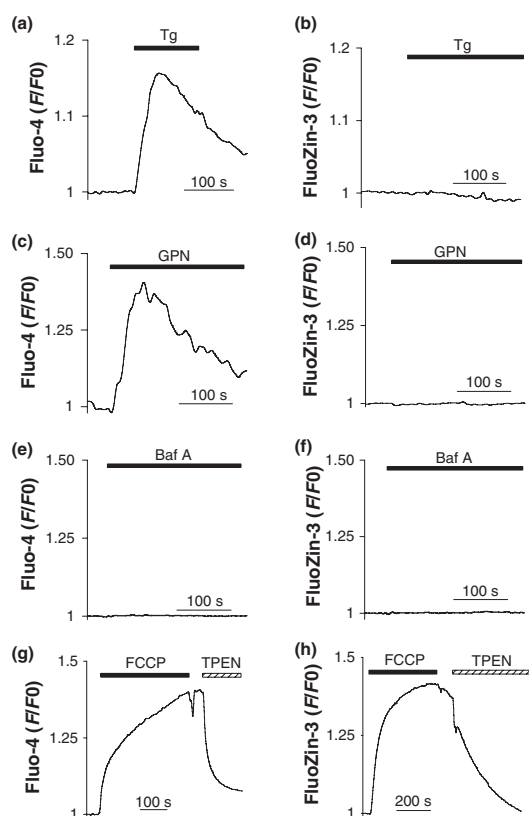 (a)
1.2
Tg
Fluo-4 (F/F0)
1.1
1
100 s
(b)
1.2
Tg
FluoZin-3 (F/F0)
1.1
1
100 s
(c)
1.50
GPN
Fluo-4 (F/F0)
1.25
1
100 s
(d)
1.50
GPN
FluoZin-3 (F/F0)
1.25
1
100 s
(e)
1.50
Baf A
Fluo-4 (F/F0)
1.25
1
100 s
(f)
1.50
Baf A
FluoZin-3 (F/F0)
1.25
1
100 s
(g)
1.5
FCCP
TPEN
Fluo-4 (F/F0)
1.25
1
100 s
(h)
1.5
FCCP
TPEN
FluoZin-3 (F/F0)
1.25
1
200 s